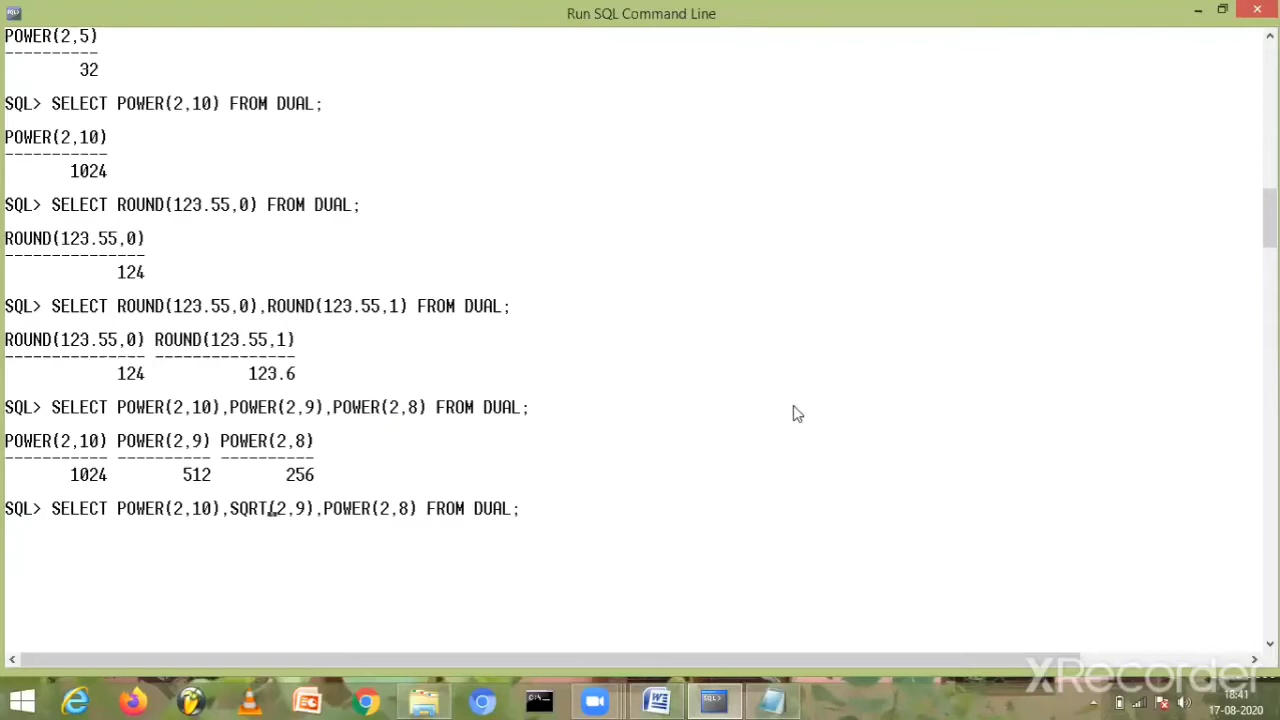 Run SQL Command Line
POWER(2,5)
----------
32
SQL> SELECT POWER(2,10) FROM DUAL;
POWER(2,10)
-----------
1024
SQL> SELECT ROUND(123.55,0) FROM DUAL;
ROUND(123.55,0)
---------------
124
SQL> SELECT ROUND(123.55,0),ROUND(123.55,1) FROM DUAL;
ROUND(123.55,0) ROUND(123.55,1)
--------------- ---------------
124 123.6
SQL> SELECT POWER(2,10),POWER(2,9),POWER(2,8) FROM DUAL;
POWER(2,10) POWER(2,9) POWER(2,8)
----------- ---------- ----------
1024 512 256
SQL> SELECT POWER(2,10),SQRT(2,9),POWER(2,8) FROM DUAL;
XRecorder
18:41
17-08-2020